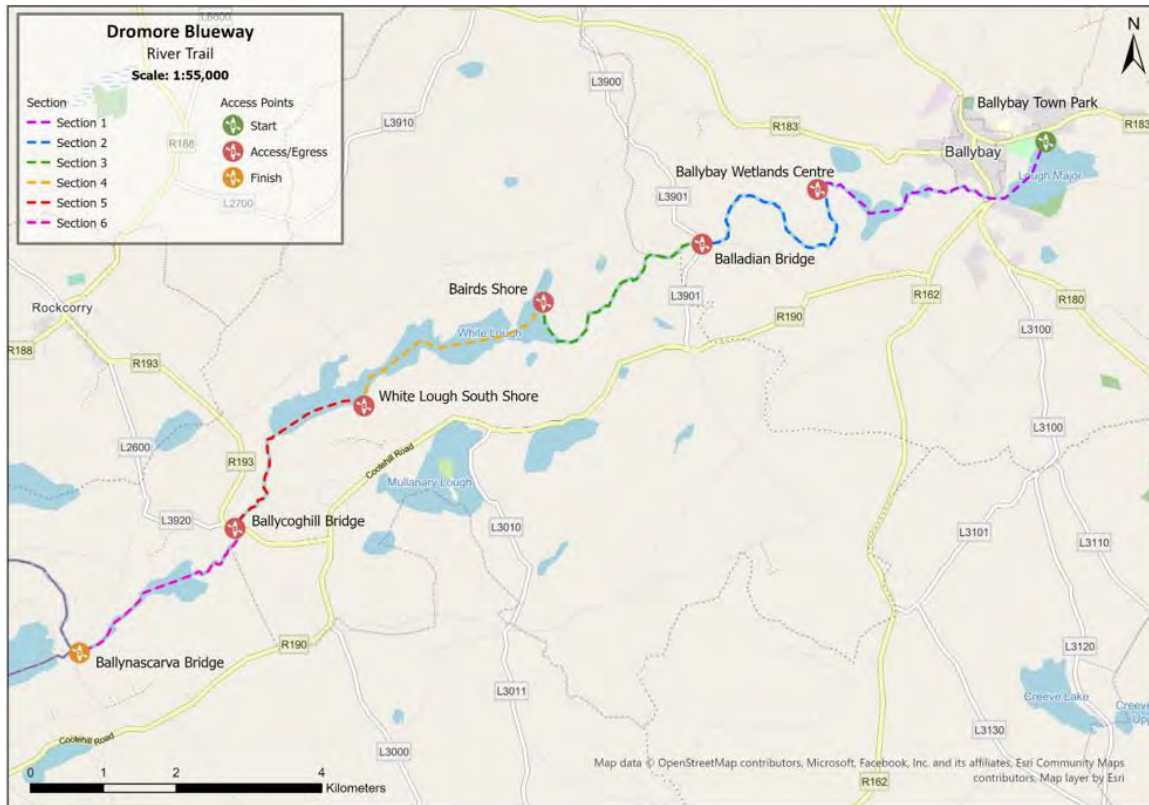 Dromore Blueway
River Trail
Scale: 1:55,000
Section
Section 1
Section 2
Section 3
Section 4
Section 5
Section 6
Access Points
Start
Access/Egress
Finish
N
L3900
L3910
R188
L2700
R183
Ballybay Town Park
R183
Ballybay
Lough Major
Ballybay Wetlands Centre
L3901
Balladian Bridge
L3901
R162
R190
R180
L3100
Bairds Shore
White Lough
Rockcorry
R188
R193
White Lough South Shore
L2600
R193
Cootehill Road
Mullanary Lough
L3100
L3920
Ballycoghill Bridge
L3010
L3101
L3110
R190
Ballynascarva Bridge
L3011
L3120
Creeve Lake
Cootehill Road
L3000
R162
L3130
0 1 2 4
Kilometers
Map data © OpenStreetMap contributors, Microsoft, Facebook, Inc. and its affiliates, Esri Community Maps
contributors, Map layer by Esri